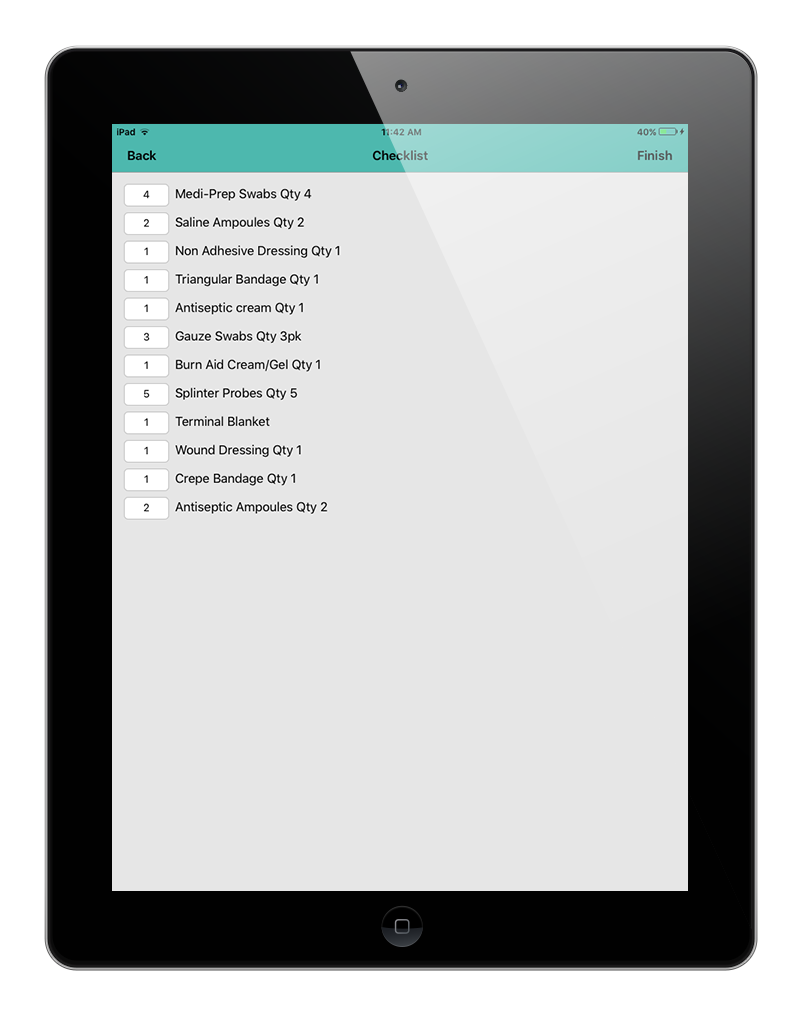 iPad 11:42 AM 40%
Back Checklist Finish
4 Medi-Prep Swabs Qty 4
2 Saline Ampoules Qty 2
1 Non Adhesive Dressing Qty 1
1 Triangular Bandage Qty 1
1 Antiseptic cream Qty 1
3 Gauze Swabs Qty 3pk
1 Burn Aid Cream/Gel Qty 1
5 Splinter Probes Qty 5
1 Terminal Blanket
1 Wound Dressing Qty 1
1 Crepe Bandage Qty 1
2 Antiseptic Ampoules Qty 2